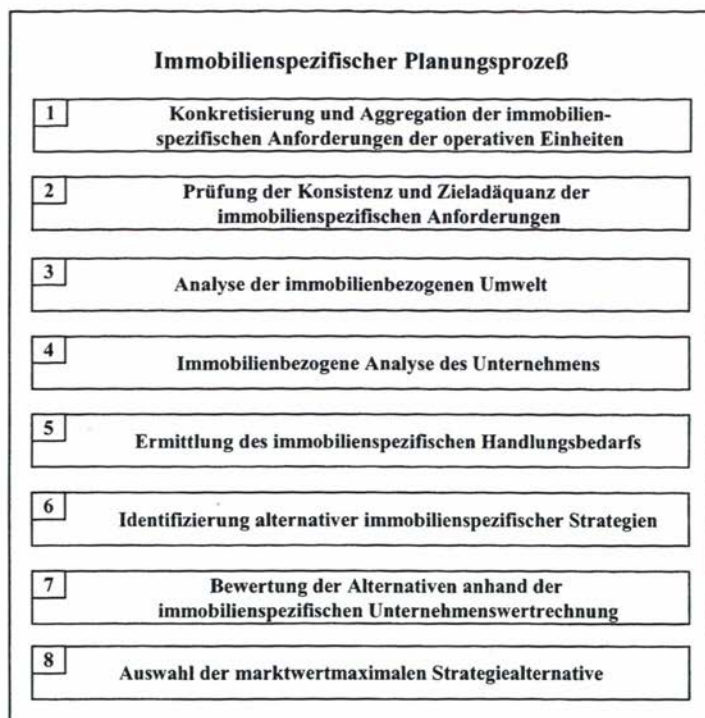 Immobilienspezifischer Planungsprozeß
1
Konkretisierung und Aggregation der immobilien-
spezifischen Anforderungen der operativen Einheiten
2
Prüfung der Konsistenz und Zieladäquanz der
immobilienspezifischen Anforderungen
3
Analyse der immobilienbezogenen Umwelt
4
Immobilienbezogene Analyse des Unternehmens
5
Ermittlung des immobilienspezifischen Handlungsbedarfs
6
Identifizierung alternativer immobilienspezifischer Strategien
7
Bewertung der Alternativen anhand der
immobilienspezifischen Unternehmenswertrechnung
8
Auswahl der marktwertmaximalen Strategiealternative